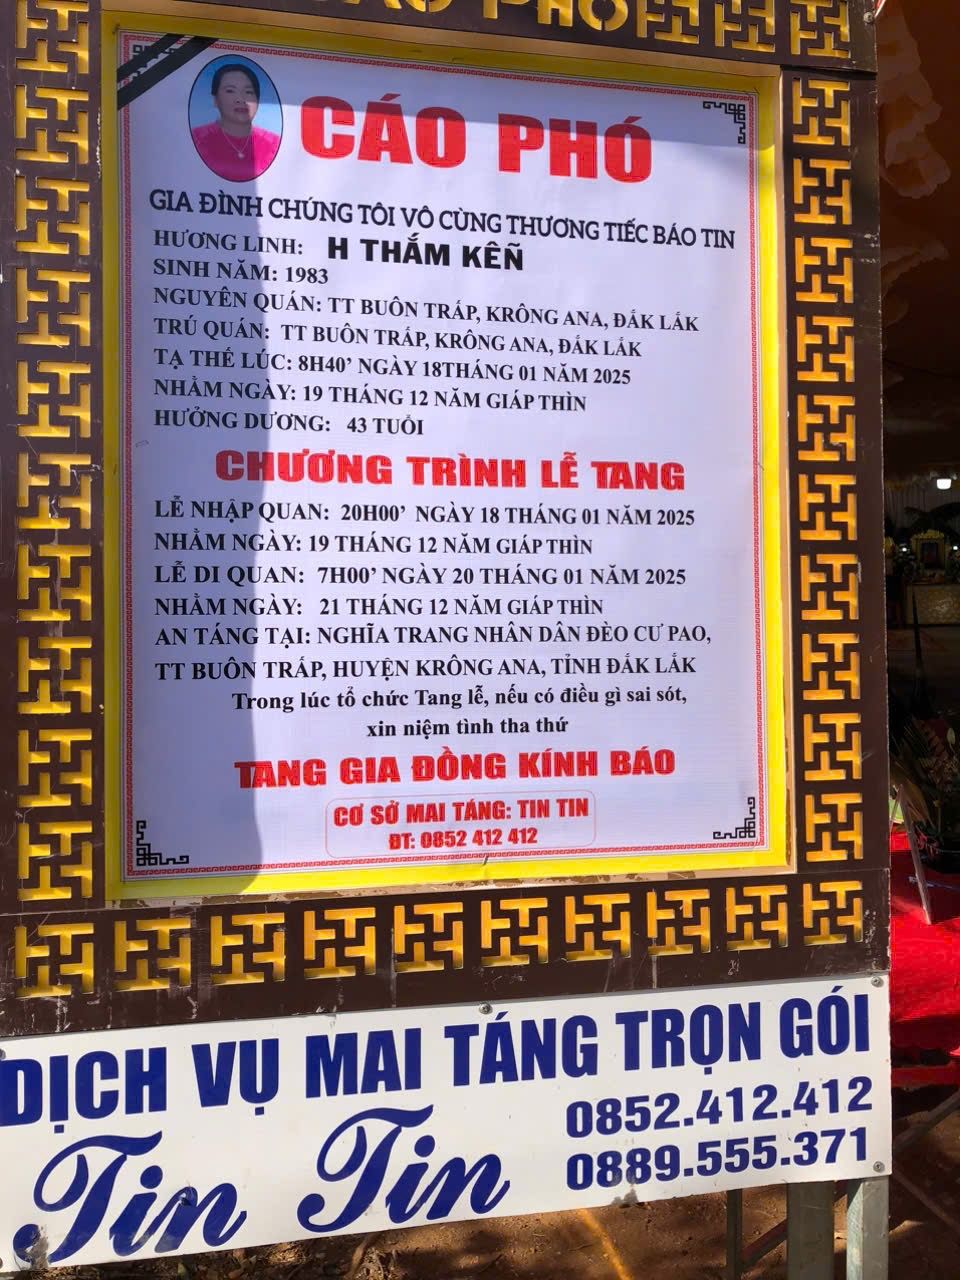 CÁO PHÓ
CÁO PHÓ
GIA ĐÌNH CHÚNG TÔI VÔ CÙNG THƯƠNG TIẾC BÁO TIN
HƯƠNG LINH: H THẮM KÊÑ
SINH NĂM: 1983
NGUYÊN QUÁN: TT BUÔN TRẤP, KRÔNG ANA, ĐẮK LẮK
TRÚ QUÁN: TT BUÔN TRẤP, KRÔNG ANA, ĐẮK LẮK
TẠ THẾ LÚC: 8H40' NGÀY 18THÁNG 01 NĂM 2025
NHẰM NGÀY: 19 THÁNG 12 NĂM GIÁP THÌN
HƯỞNG DƯƠNG: 43 TUỔI
CHƯƠNG TRÌNH LỄ TANG
LỄ NHẬP QUAN: 20H00' NGÀY 18 THÁNG 01 NĂM 2025
NHẰM NGÀY: 19 THÁNG 12 NĂM GIÁP THÌN
LỄ DI QUAN: 7H00' NGÀY 20 THÁNG 01 NĂM 2025
NHẰM NGÀY: 21 THÁNG 12 NĂM GIÁP THÌN
AN TÁNG TẠI: NGHĨA TRANG NHÂN DÂN ĐÈO CƯ PAO,
TT BUÔN TRẤP, HUYỆN KRÔNG ANA, TỈNH ĐẮK LẮK
Trong lúc tổ chức Tang lễ, nếu có điều gì sai sót,
xin niệm tình tha thứ
TANG GIA ĐỒNG KÍNH BÁO
CƠ SỞ MAI TÁNG: TIN TIN
ĐT: 0852 412 412
DỊCH VỤ MAI TÁNG TRỌN GÓI
Tin Tin
0852.412.412
0889.555.371